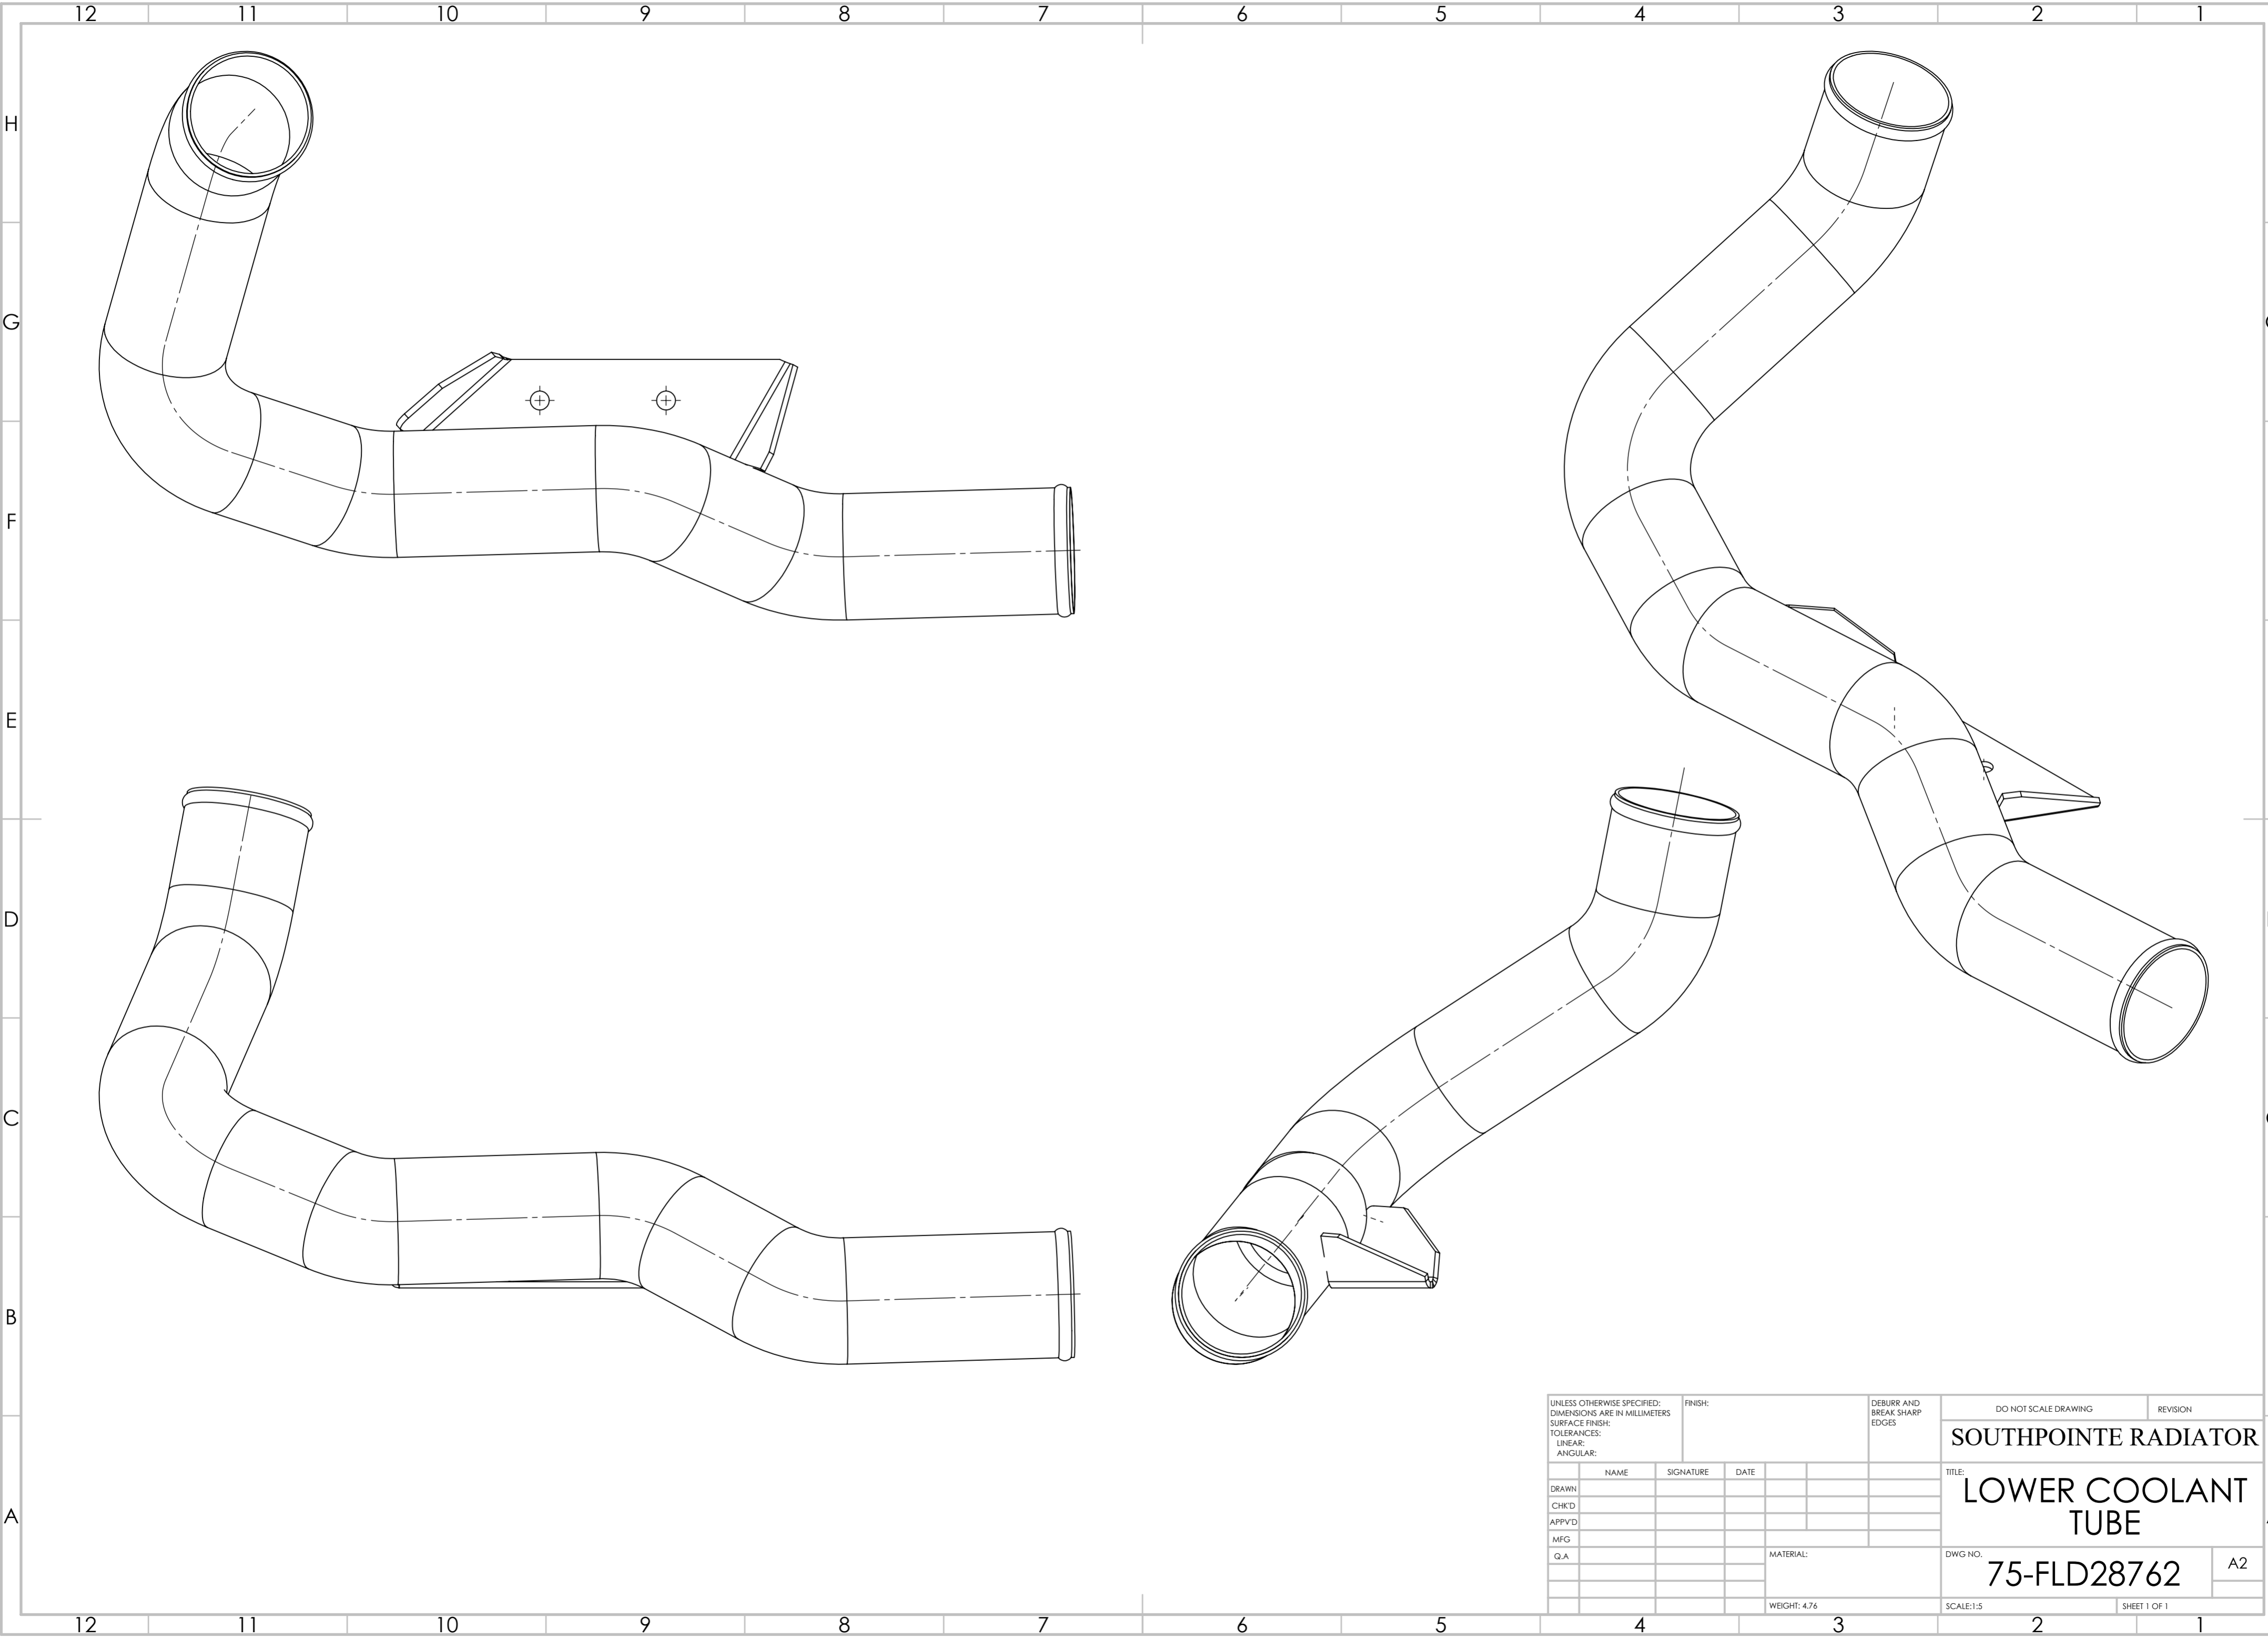 12 11 10 9 8 7 6 5 4 3 2 1
H
G
F
E
D
C
B
A
UNLESS OTHERWISE SPECIFIED:
DIMENSIONS ARE IN MILLIMETERS
SURFACE FINISH:
TOLERANCES:
LINEAR:
ANGULAR:
FINISH:
DEBURR AND
BREAK SHARP
EDGES
DO NOT SCALE DRAWING
REVISION
SOUTHPOINTE RADIATOR
NAME SIGNATURE DATE
DRAWN
CHK'D
APPV'D
MFG
Q.A
TITLE:
LOWER COOLANT
TUBE
MATERIAL:
DWG NO.
75-FLD28762
A2
WEIGHT: 4.76
SCALE:1:5
SHEET 1 OF 1
12 11 10 9 8 7 6 5 4 3 2 1